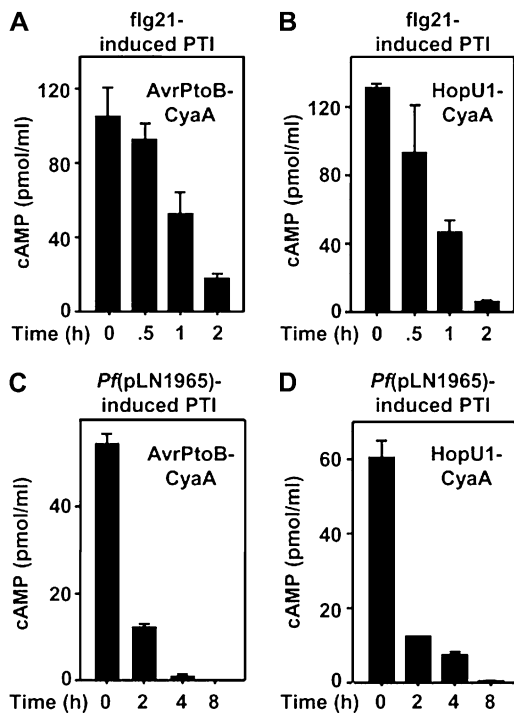 A
flg21-
induced PTI
AvrPtoB-
CyaA
cAMP (pmol/ml)
120
80
40
0
Time (h) 0 .5 1 2
B
flg21-
induced PTI
HopU1-
CyaA
cAMP (pmol/ml)
120
80
40
0
Time (h) 0 .5 1 2
C
Pf(pLN1965)-
induced PTI
AvrPtoB-
CyaA
cAMP (pmol/ml)
40
20
0
Time (h) 0 2 4 8
D
Pf(pLN1965)-
induced PTI
HopU1-
CyaA
cAMP (pmol/ml)
60
40
20
0
Time (h) 0 2 4 8